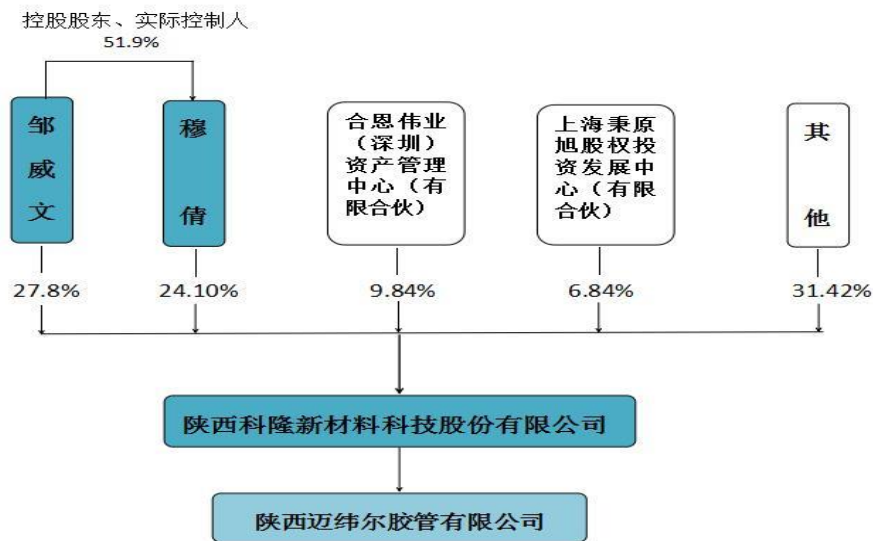 控股股东、实际控制人
51.9%
邹威文
穆倩
合恩伟业
（深圳）
资产管理
中心（有
限合伙）
上海秉原
旭股权投
资发展中
心（有限
合伙）
其他
27.8%
24.10%
9.84%
6.84%
31.42%
陕西科隆新材料科技股份有限公司
陕西迈纬尔胶管有限公司